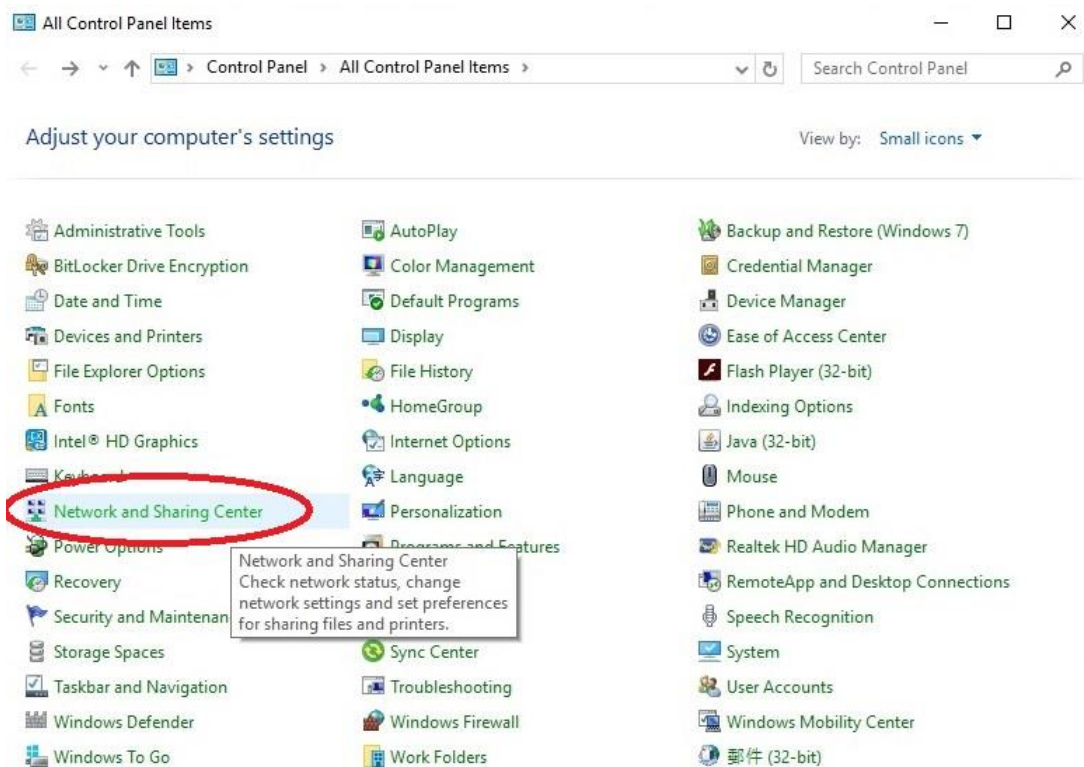 All Control Panel Items
Control Panel > All Control Panel Items >
Search Control Panel
Adjust your computer's settings
View by: Small icons
Administrative Tools
AutoPlay
Backup and Restore (Windows 7)
BitLocker Drive Encryption
Color Management
Credential Manager
Date and Time
Default Programs
Device Manager
Devices and Printers
Display
Ease of Access Center
File Explorer Options
File History
Flash Player (32-bit)
Fonts
HomeGroup
Indexing Options
Intel® HD Graphics
Internet Options
Java (32-bit)
Keyboard
Language
Mouse
Network and Sharing Center
Personalization
Phone and Modem
Power Options
Programs and Features
Realtek HD Audio Manager
Network and Sharing Center
Check network status, change
network settings and set preferences
for sharing files and printers.
Recovery
RemoteApp and Desktop Connections
Security and
Speech Recognition
Storage Spaces
Sync Center
System
Taskbar and Navigation
Troubleshooting
User Accounts
Windows Defender
Windows Firewall
Windows Mobility Center
Windows To Go
Work Folders
郵件 (32-bit)